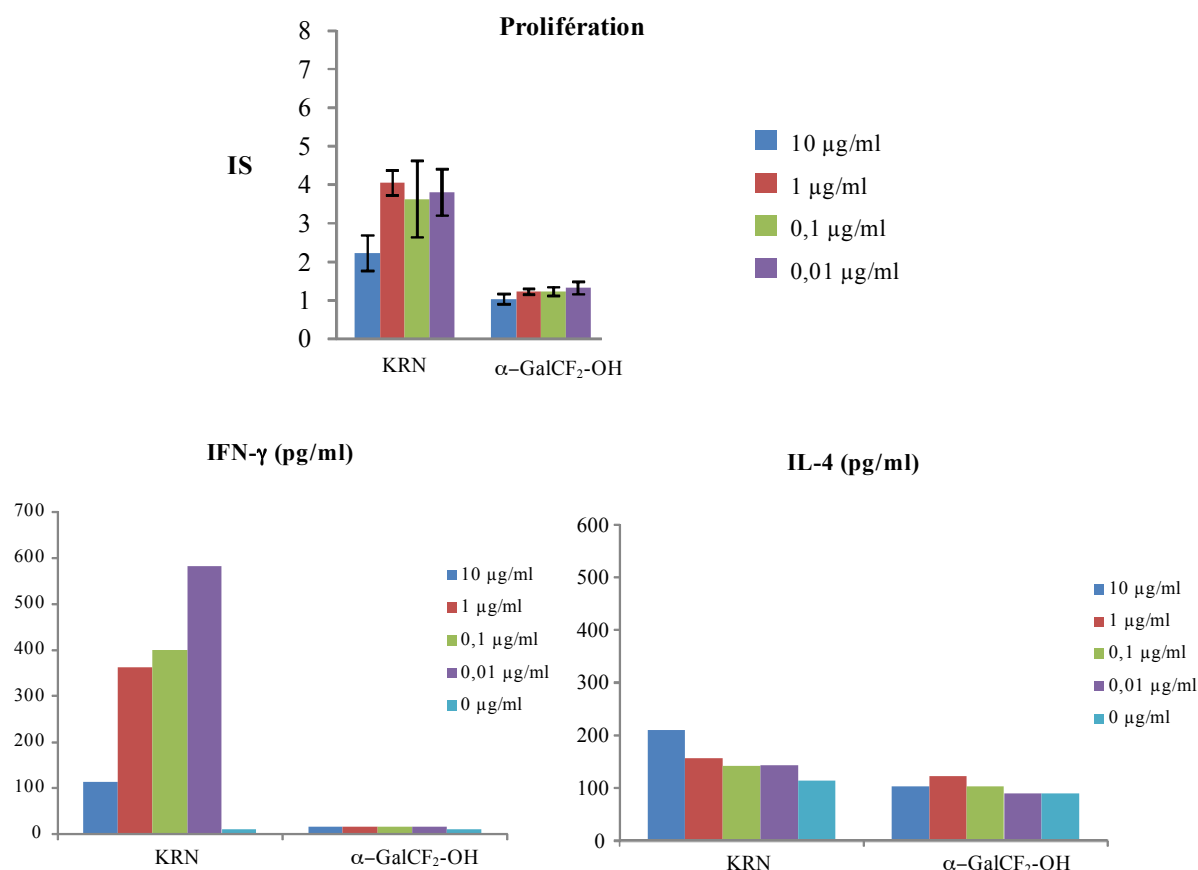 Prolifération
8
7
6
5
4
3
2
1
0
IS
KRN
α–GalCF₂-OH
10 µg/ml
1 µg/ml
0,1 µg/ml
0,01 µg/ml
IFN-γ (pg/ml)
700
600
500
400
300
200
100
0
KRN
α–GalCF₂-OH
10 µg/ml
1 µg/ml
0,1 µg/ml
0,01 µg/ml
0 µg/ml
IL-4 (pg/ml)
600
500
400
300
200
100
0
KRN
α–GalCF₂-OH
10 µg/ml
1 µg/ml
0,1 µg/ml
0,01 µg/ml
0 µg/ml